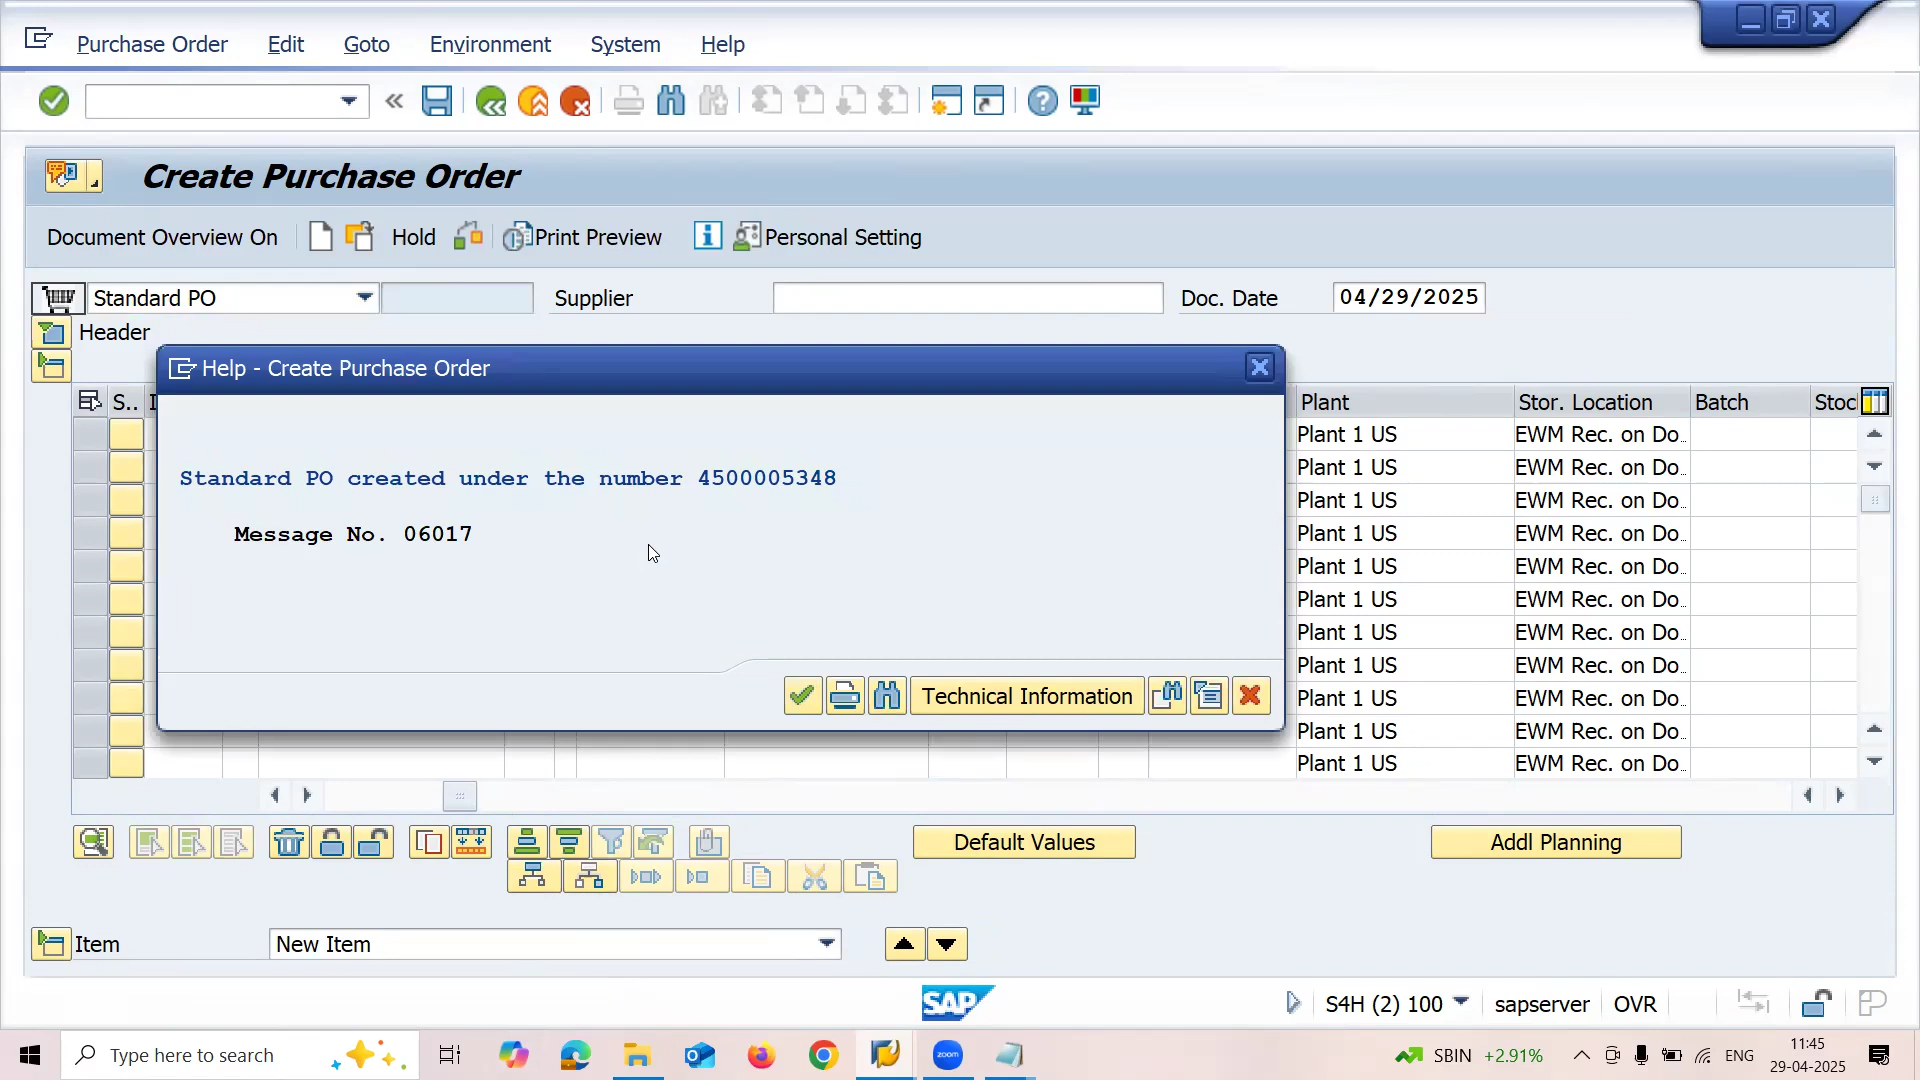 Purchase Order Edit Goto Environment System Help
Create Purchase Order
Document Overview On Hold Print Preview Personal Setting
Standard PO Supplier Doc. Date 04/29/2025
Header
Help - Create Purchase Order
S.. Plant Stor. Location Batch
Plant 1 US EWM Rec. on Do..
Plant 1 US EWM Rec. on Do..
Standard PO created under the number 4500005348
Plant 1 US EWM Rec. on Do..
Message No. 06017
Plant 1 US EWM Rec. on Do..
Plant 1 US EWM Rec. on Do..
Plant 1 US EWM Rec. on Do..
Plant 1 US EWM Rec. on Do..
Plant 1 US EWM Rec. on Do..
Technical Information
Plant 1 US EWM Rec. on Do..
Plant 1 US EWM Rec. on Do..
Plant 1 US EWM Rec. on Do..
Default Values Addl Planning
Item New Item
SAP S4H (2) 100 sapserver OVR
Type here to search zoom SBIN +2.91% ENG 11:45
29-04-2025